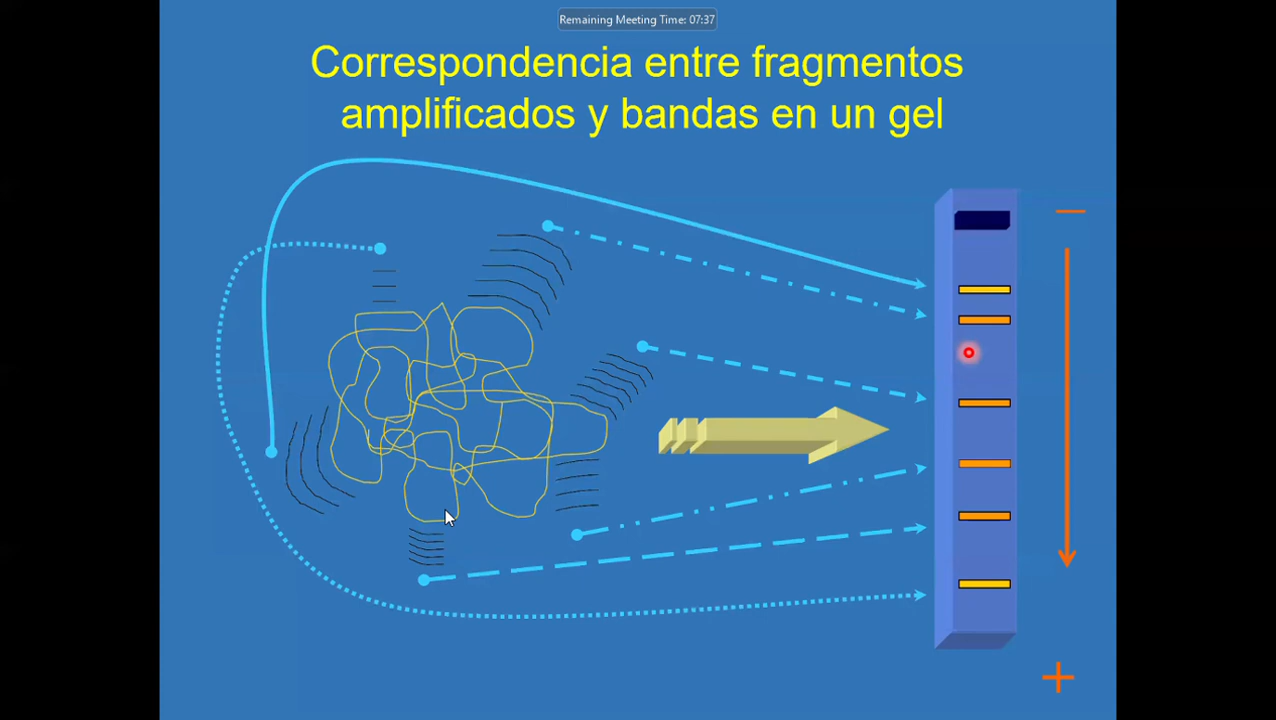 Remaining Meeting Time: 07:37
Correspondencia entre fragmentos
amplificados y bandas en un gel
−
+